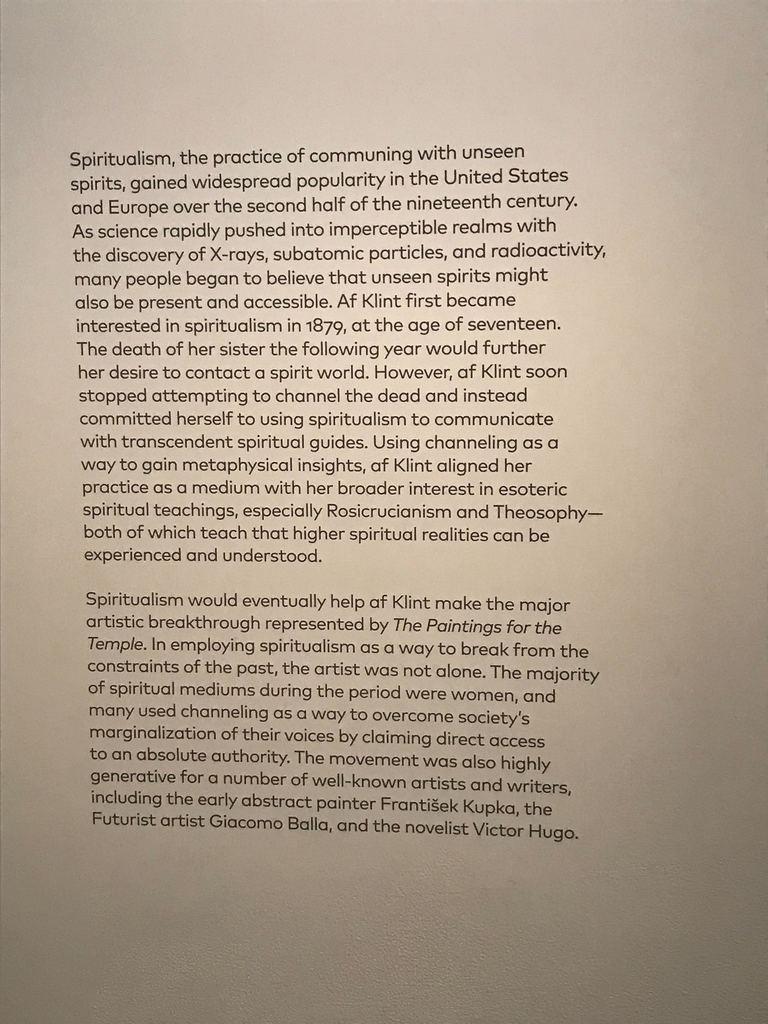 Spiritualism, the practice of communing with unseen
spirits, gained widespread popularity in the United States
and Europe over the second half of the nineteenth century.
As science rapidly pushed into imperceptible realms with
the discovery of X-rays, subatomic particles, and radioactivity,
many people began to believe that unseen spirits might
also be present and accessible. Af Klint first became
interested in spiritualism in 1879, at the age of seventeen.
The death of her sister the following year would further
her desire to contact a spirit world. However, af Klint soon
stopped attempting to channel the dead and instead
committed herself to using spiritualism to communicate
with transcendent spiritual guides. Using channeling as a
way to gain metaphysical insights, af Klint aligned her
practice as a medium with her broader interest in esoteric
spiritual teachings, especially Rosicrucianism and Theosophy—
both of which teach that higher spiritual realities can be
experienced and understood.
Spiritualism would eventually help af Klint make the major
artistic breakthrough represented by The Paintings for the
Temple. In employing spiritualism as a way to break from the
constraints of the past, the artist was not alone. The majority
of spiritual mediums during the period were women, and
many used channeling as a way to overcome society's
marginalization of their voices by claiming direct access
to an absolute authority. The movement was also highly
generative for a number of well-known artists and writers,
including the early abstract painter František Kupka, the
Futurist artist Giacomo Balla, and the novelist Victor Hugo.